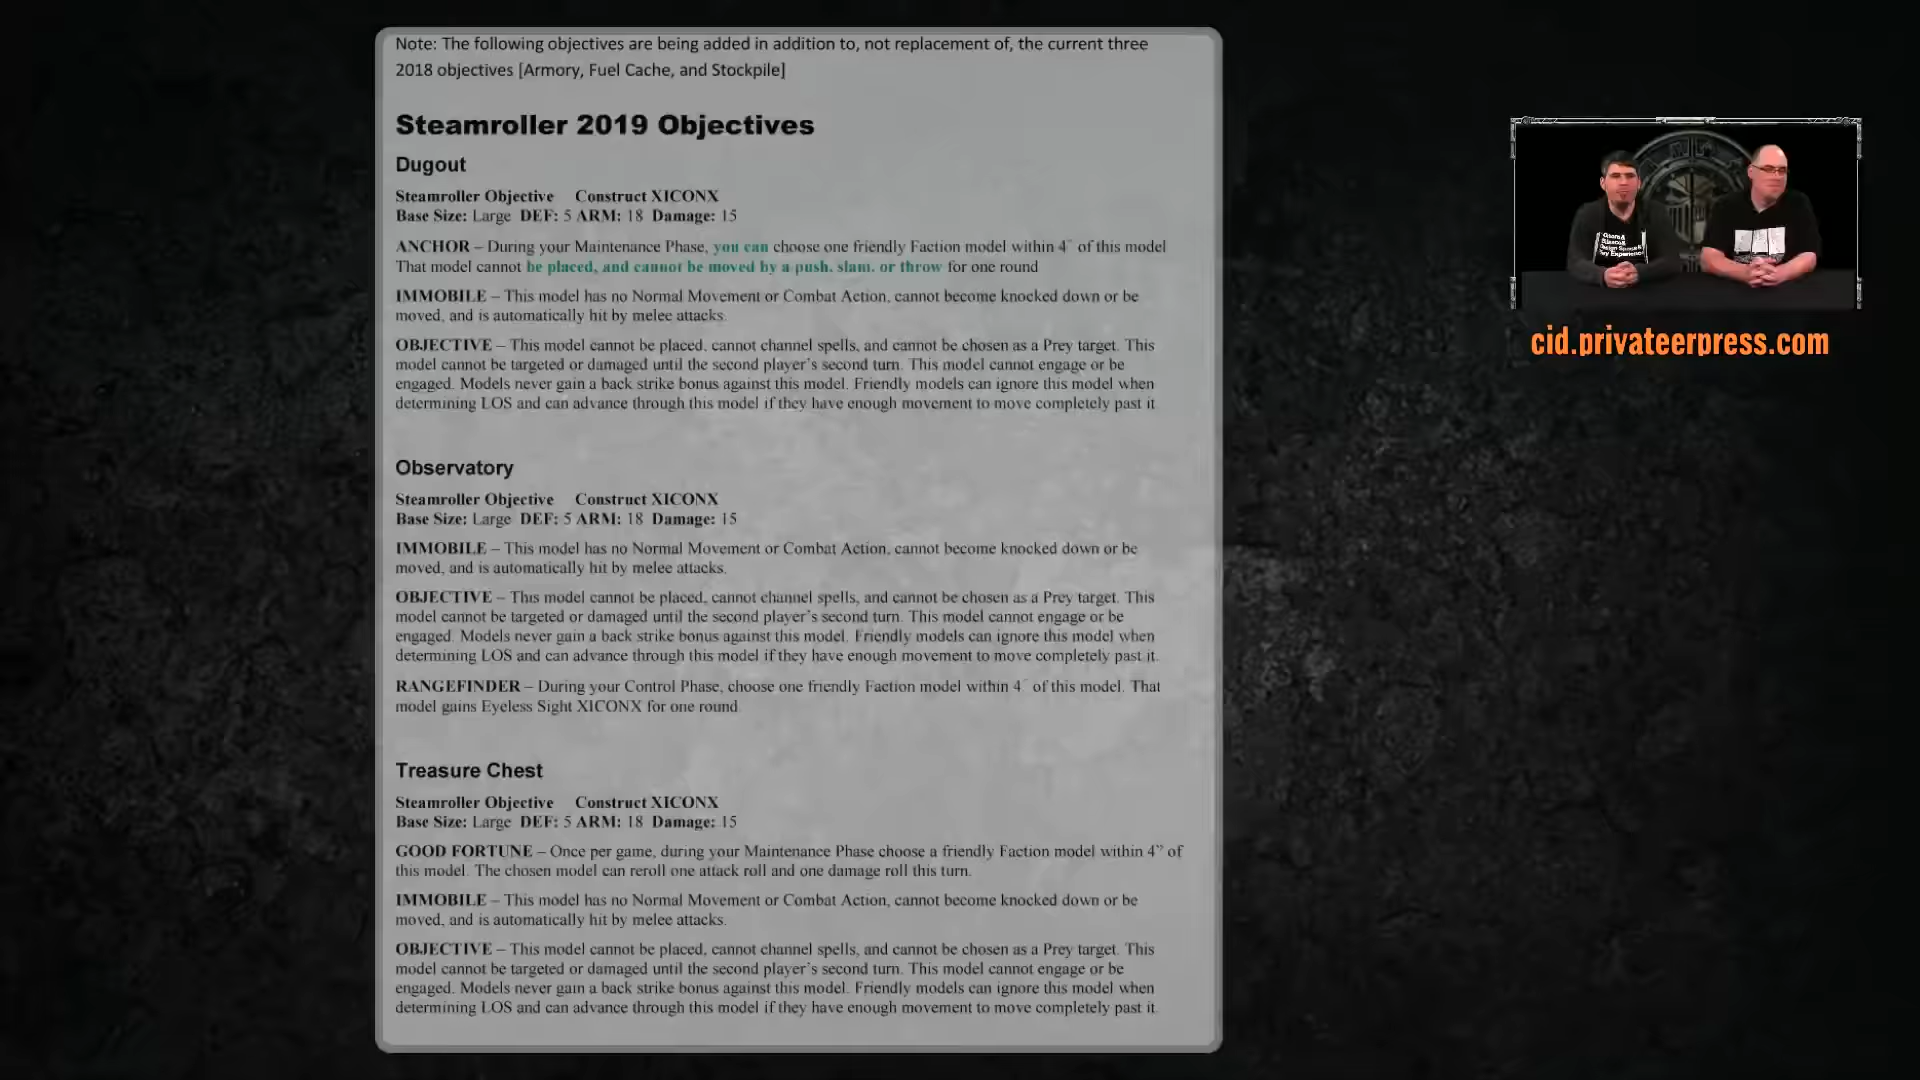 Note: The following objectives are being added in addition to, not replacement of, the current three
2018 objectives [Armory, Fuel Cache, and Stockpile]
Steamroller 2019 Objectives
Dugout
Steamroller Objective Construct XICONX
Base Size: Large DEF: 5 ARM: 18 Damage: 15
ANCHOR – During your Maintenance Phase, you can choose one friendly Faction model within 4" of this model
That model cannot be placed, and cannot be moved by a push, slam, or throw for one round
IMMOBILE – This model has no Normal Movement or Combat Action, cannot become knocked down or be
moved, and is automatically hit by melee attacks.
OBJECTIVE – This model cannot be placed, cannot channel spells, and cannot be chosen as a Prey target. This
model cannot be targeted or damaged until the second player's second turn. This model cannot engage or be
engaged. Models never gain a back strike bonus against this model. Friendly models can ignore this model when
determining LOS and can advance through this model if they have enough movement to move completely past it
Observatory
Steamroller Objective Construct XICONX
Base Size: Large DEF: 5 ARM: 18 Damage: 15
IMMOBILE – This model has no Normal Movement or Combat Action, cannot become knocked down or be
moved, and is automatically hit by melee attacks.
OBJECTIVE – This model cannot be placed, cannot channel spells, and cannot be chosen as a Prey target. This
model cannot be targeted or damaged until the second player's second turn. This model cannot engage or be
engaged. Models never gain a back strike bonus against this model. Friendly models can ignore this model when
determining LOS and can advance through this model if they have enough movement to move completely past it.
RANGEFINDER – During your Control Phase, choose one friendly Faction model within 4" of this model. That
model gains Eyeless Sight XICONX for one round
Treasure Chest
Steamroller Objective Construct XICONX
Base Size: Large DEF: 5 ARM: 18 Damage: 15
GOOD FORTUNE – Once per game, during your Maintenance Phase choose a friendly Faction model within 4" of
this model. The chosen model can reroll one attack roll and one damage roll this turn.
IMMOBILE – This model has no Normal Movement or Combat Action, cannot become knocked down or be
moved, and is automatically hit by melee attacks.
OBJECTIVE – This model cannot be placed, cannot channel spells, and cannot be chosen as a Prey target. This
model cannot be targeted or damaged until the second player's second turn. This model cannot engage or be
engaged. Models never gain a back strike bonus against this model. Friendly models can ignore this model when
determining LOS and can advance through this model if they have enough movement to move completely past it
cid.privateerpress.com